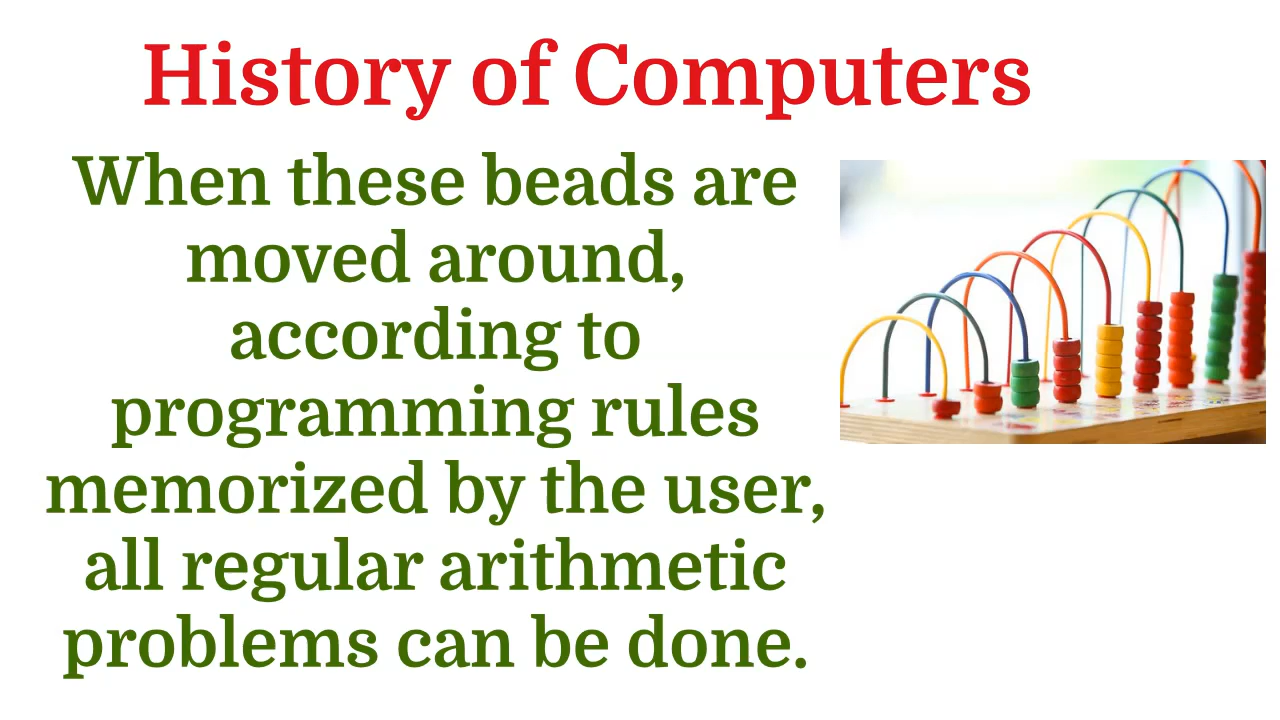 History of Computers
When these beads are
moved around,
according to
programming rules
memorized by the user,
all regular arithmetic
problems can be done.